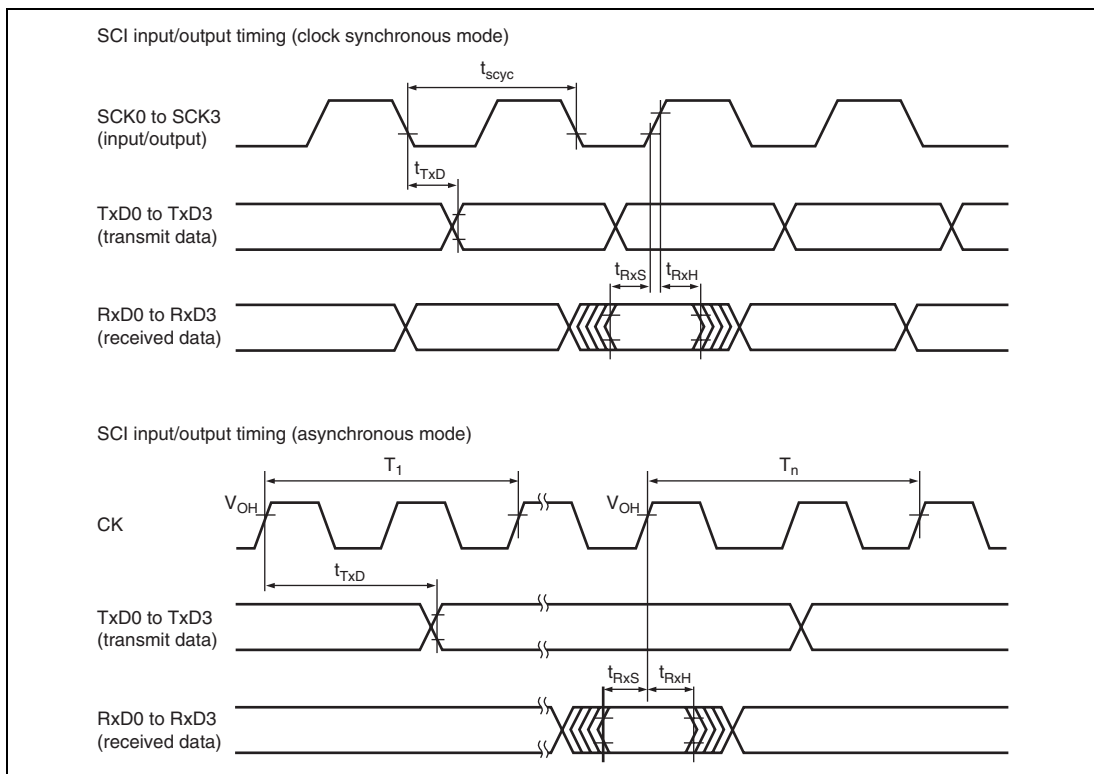 SCI input/output timing (clock synchronous mode)
tscyc
SCK0 to SCK3
(input/output)
tTxD
TxD0 to TxD3
(transmit data)
tRxS
tRxH
RxD0 to RxD3
(received data)
SCI input/output timing (asynchronous mode)
T1
Tn
VOH
VOH
CK
tTxD
TxD0 to TxD3
(transmit data)
tRxS
tRxH
RxD0 to RxD3
(received data)